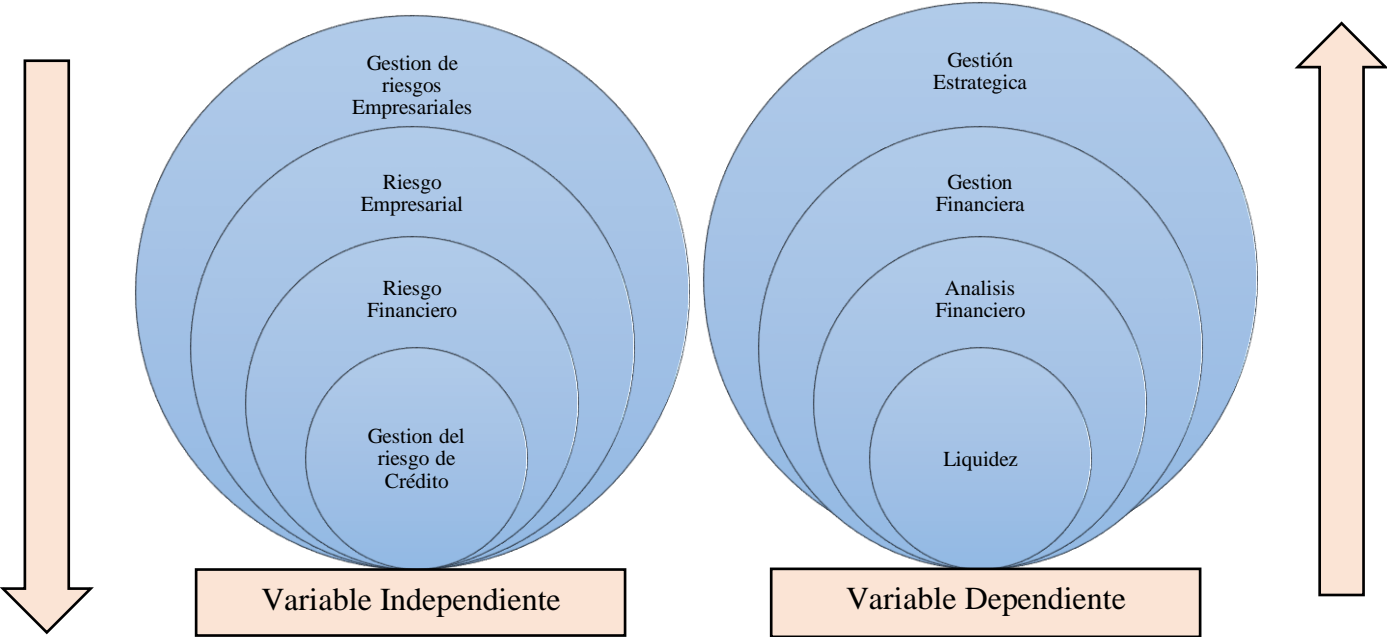 Gestion de
riesgos
Empresariales
Riesgo
Empresarial
Riesgo
Financiero
Gestion del
riesgo de
Crédito
Variable Independiente
Gestión
Estrategica
Gestion
Financiera
Analisis
Financiero
Liquidez
Variable Dependiente